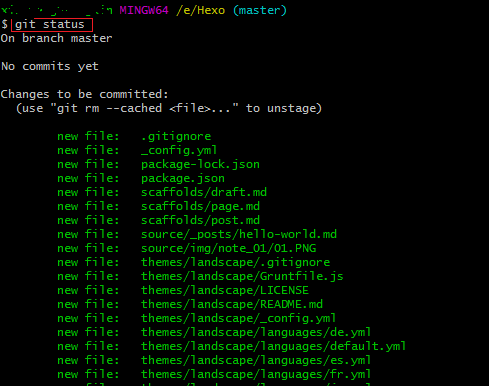 MINGW64 /e/Hexo (master)
$ git status
On branch master
No commits yet
Changes to be committed:
(use "git rm --cached <file>..." to unstage)
new file: .gitignore
new file: _config.yml
new file: package-lock.json
new file: package.json
new file: scaffolds/draft.md
new file: scaffolds/page.md
new file: scaffolds/post.md
new file: source/_posts/hello-world.md
new file: source/img/note_01/01.PNG
new file: themes/landscape/.gitignore
new file: themes/landscape/Gruntfile.js
new file: themes/landscape/LICENSE
new file: themes/landscape/README.md
new file: themes/landscape/_config.yml
new file: themes/landscape/languages/de.yml
new file: themes/landscape/languages/default.yml
new file: themes/landscape/languages/es.yml
new file: themes/landscape/languages/fr.yml